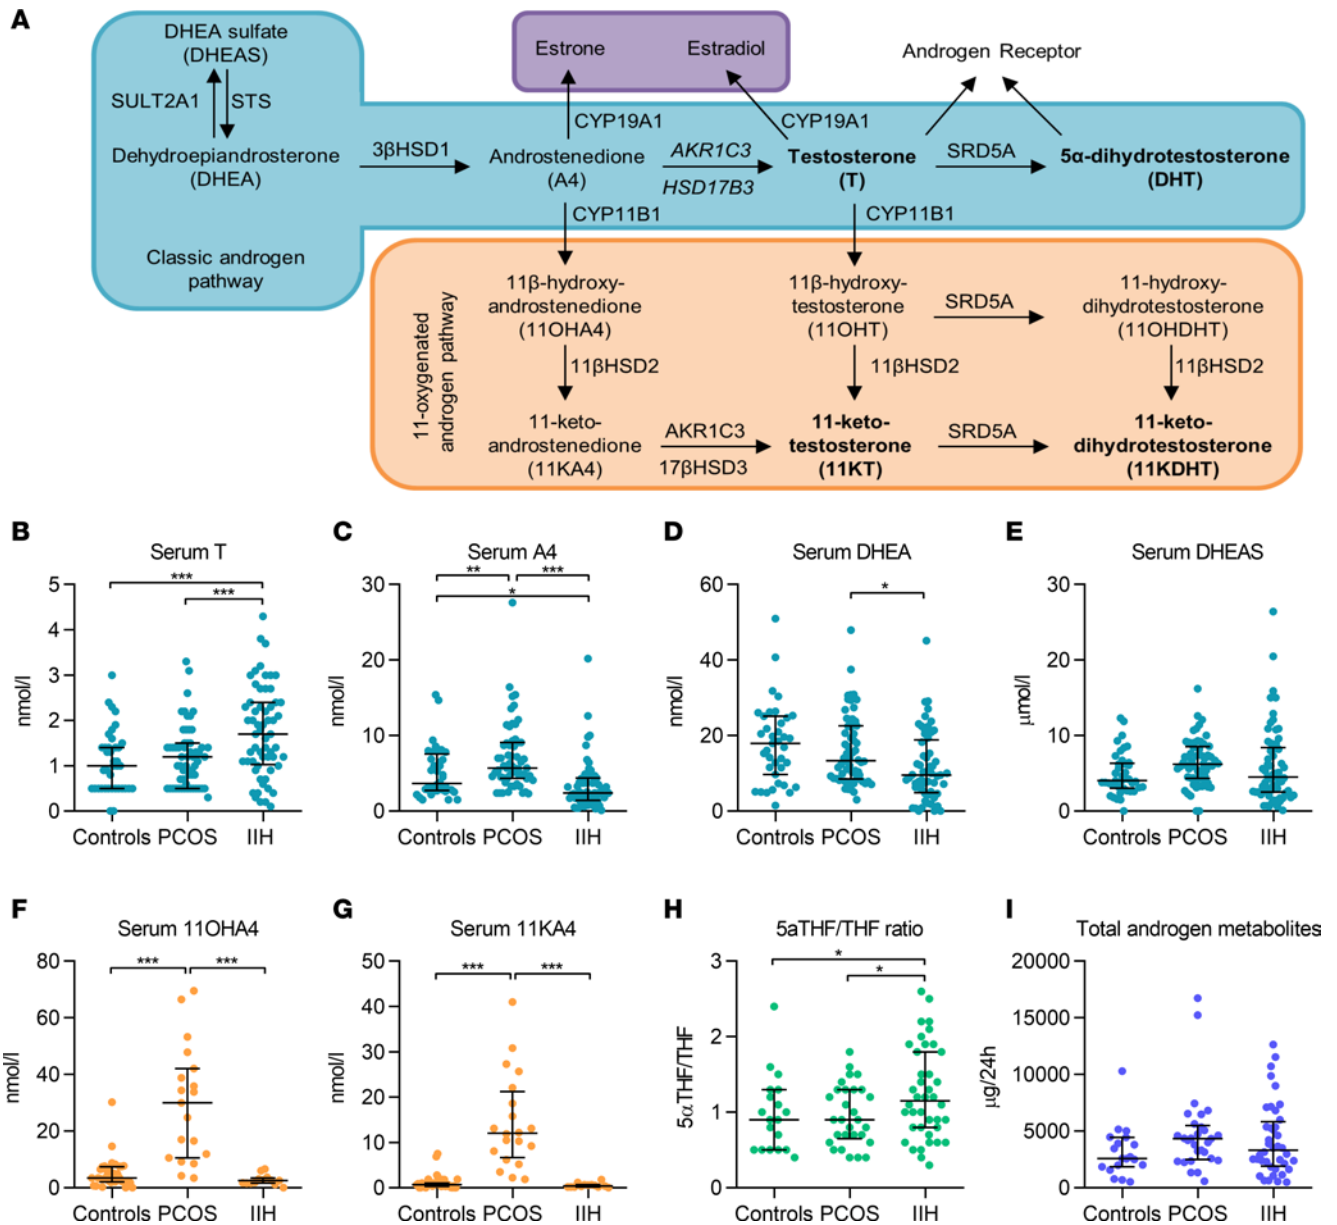 A
DHEA sulfate
(DHEAS)
SULT2A1
STS
Dehydroepiandrosterone
(DHEA)
Classic androgen
pathway
3βHSD1
Estrone
Estradiol
Androgen Receptor
CYP19A1
CYP19A1
Androstenedione
(A4)
AKR1C3
HSD17B3
Testosterone
(T)
SRD5A
5α-dihydrotestosterone
(DHT)
CYP11B1
CYP11B1
11-oxygenated
androgen pathway
11β-hydroxy-
androstenedione
(11OHA4)
11β-hydroxy-
testosterone
(11OHT)
SRD5A
11-hydroxy-
dihydrotestosterone
(11OHDHT)
11βHSD2
11βHSD2
11βHSD2
11-keto-
androstenedione
(11KA4)
AKR1C3
17βHSD3
11-keto-
testosterone
(11KT)
SRD5A
11-keto-
dihydrotestosterone
(11KDHT)
B
Serum T
***
***
nmol/l
5
4
3
2
1
0
Controls PCOS IIH
C
Serum A4
** ***
*
nmol/l
30
20
10
0
Controls PCOS IIH
D
Serum DHEA
*
nmol/l
60
40
20
0
Controls PCOS IIH
E
Serum DHEAS
μmol/l
30
20
10
0
Controls PCOS IIH
F
Serum 11OHA4
*** ***
nmol/l
80
60
40
20
0
Controls PCOS IIH
G
Serum 11KA4
*** ***
nmol/l
50
40
30
20
10
0
Controls PCOS IIH
H
5aTHF/THF ratio
*
*
5αTHF/THF
3
2
1
0
Controls PCOS IIH
I
Total androgen metabolites
μg/24h
20000
15000
10000
5000
0
Controls PCOS IIH